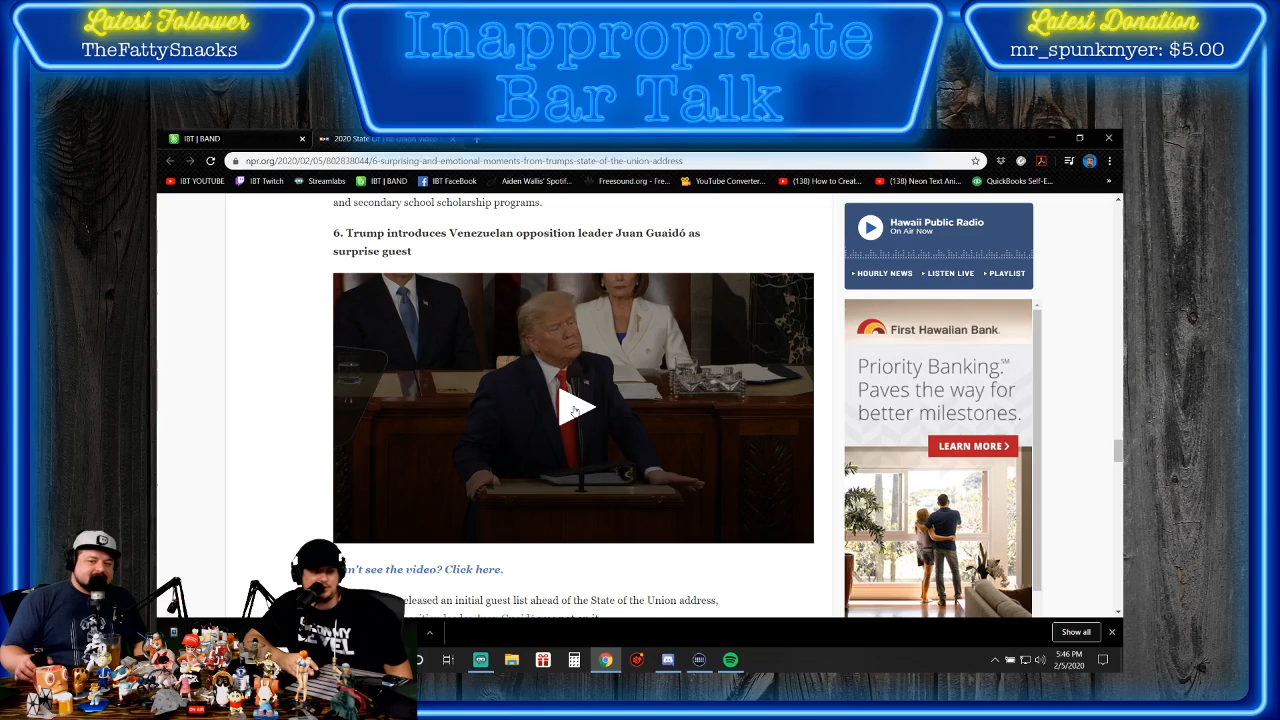 Latest Follower
TheFattySnacks
Inappropriate
Bar Talk
Latest Donation
mr_spunkmyer: $5.00
IBT | BAND
2020 State Of The Union Video
npr.org/2020/02/05/802838044/6-surprising-and-emotional-moments-from-trumps-state-of-the-union-address
IBT YOUTUBE IBT Twitch Streamlabs IBT | BAND IBT FaceBook Aiden Wallis' Spotif... Freesound.org - Fre... YouTube Converter... (138) How to Creat... (138) Neon Text Ani... QuickBooks Self-E... »
and secondary school scholarship programs.
6. Trump introduces Venezuelan opposition leader Juan Guaidó as
surprise guest
n't see the video? Click here.
eleased an initial guest list ahead of the State of the Union address,
Hawaii Public Radio
On Air Now
HOURLY NEWS LISTEN LIVE PLAYLIST
First Hawaiian Bank
Priority Banking.℠
Paves the way for
better milestones.
LEARN MORE
Show all
5:46 PM
2/5/2020